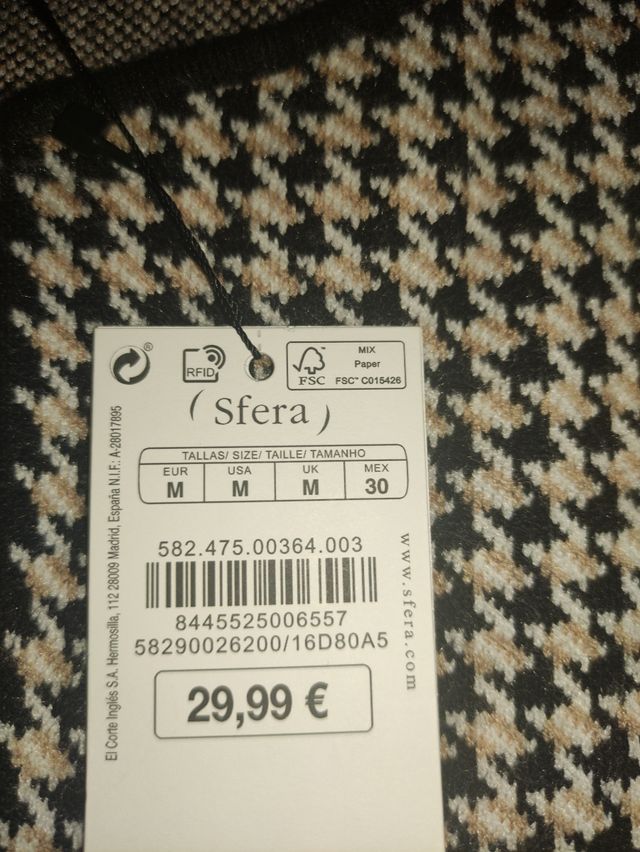 ®
RFID
FSC™
MIX
Paper
FSC™ C015426
(Sfera)
TALLAS/ SIZE/ TAILLE/ TAMANHO
EUR USA UK MEX
M M M 30
582.475.00364.003
8445525006557
58290026200/16D80A5
29,99 €
www.sfera.com
El Corte Inglés S.A. Hermosilla, 112 28009 Madrid, España N.I.F.: A-28017895